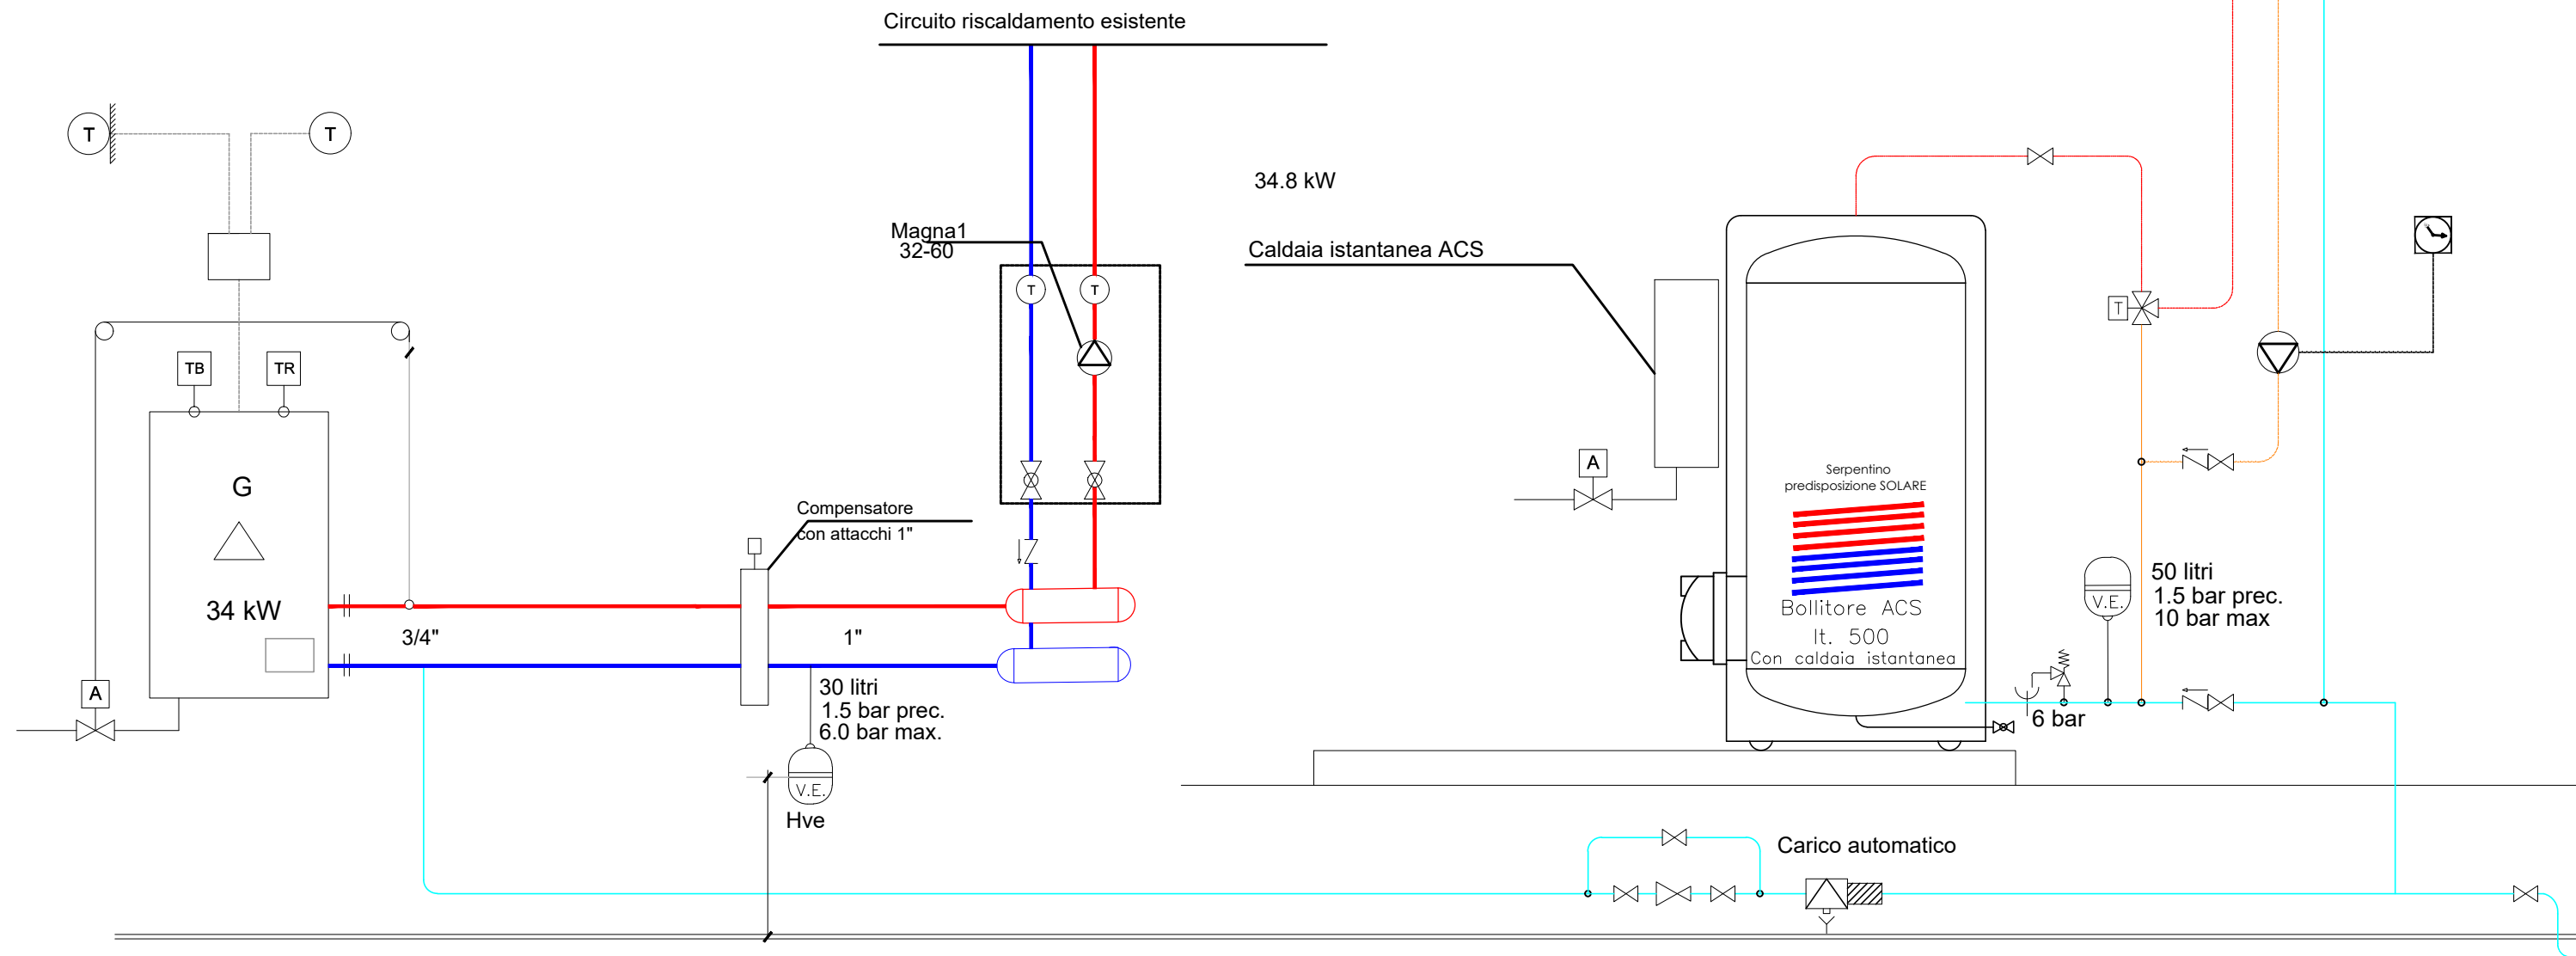 Circuito riscaldamento esistente
T
T
34.8 kW
Magna1
32-60
Caldaia istantanea ACS
T
T
T
TB
TR
A
Serpentino
predisposizione SOLARE
G
Compensatore
con attacchi 1"
34 kW
3/4"
1"
Bollitore ACS
lt. 500
Con caldaia istantanea
V.E.
50 litri
1.5 bar prec.
10 bar max
6 bar
A
30 litri
1.5 bar prec.
6.0 bar max.
V.E.
Hve
Carico automatico